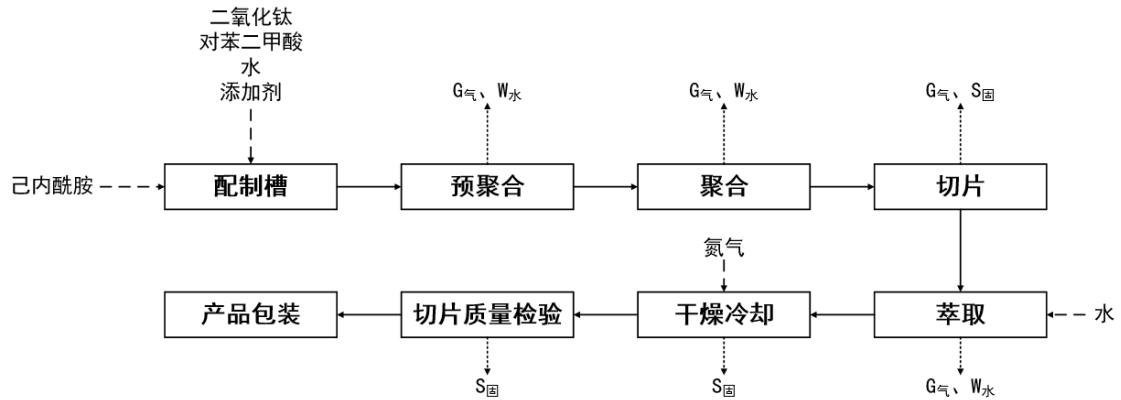 二氧化钛
对苯二甲酸
水
添加剂
G气、W水
G气、W水
G气、S固
己内酰胺
配制槽
预聚合
聚合
切片
氮气
产品包装
切片质量检验
干燥冷却
萃取
水
S固
S固
G气、W水